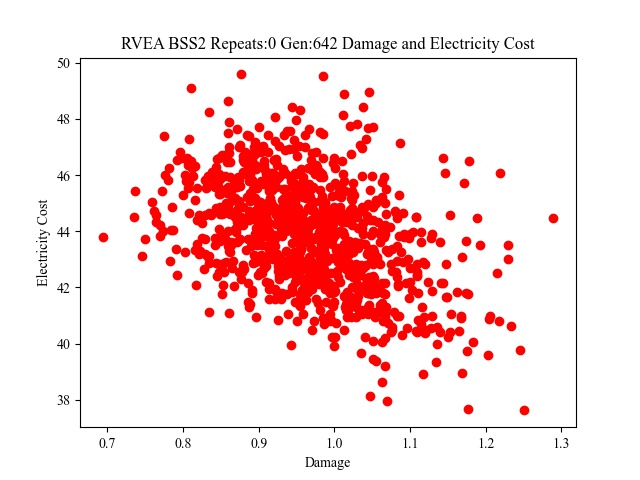 RVEA BSS2 Repeats:0 Gen:642 Damage and Electricity Cost
50
48
46
44
42
40
38
Electricity Cost
0.7 0.8 0.9 1.0 1.1 1.2 1.3
Damage